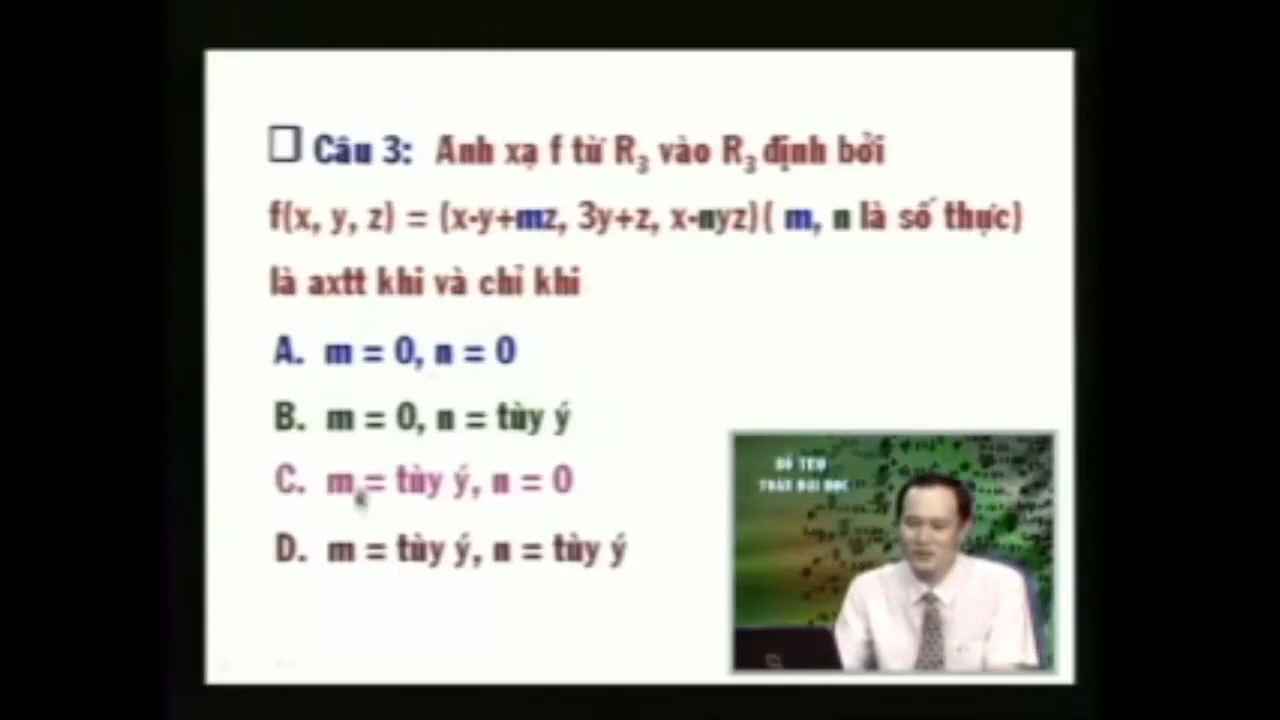 Câu 3: Ánh xạ f từ R3 vào R3 định bởi
f(x, y, z) = (x-y+mz, 3y+z, x-nyz)( m, n là số thực)
là axtt khi và chỉ khi
A. m = 0, n = 0
B. m = 0, n = tùy ý
C. m = tùy ý, n = 0
D. m = tùy ý, n = tùy ý